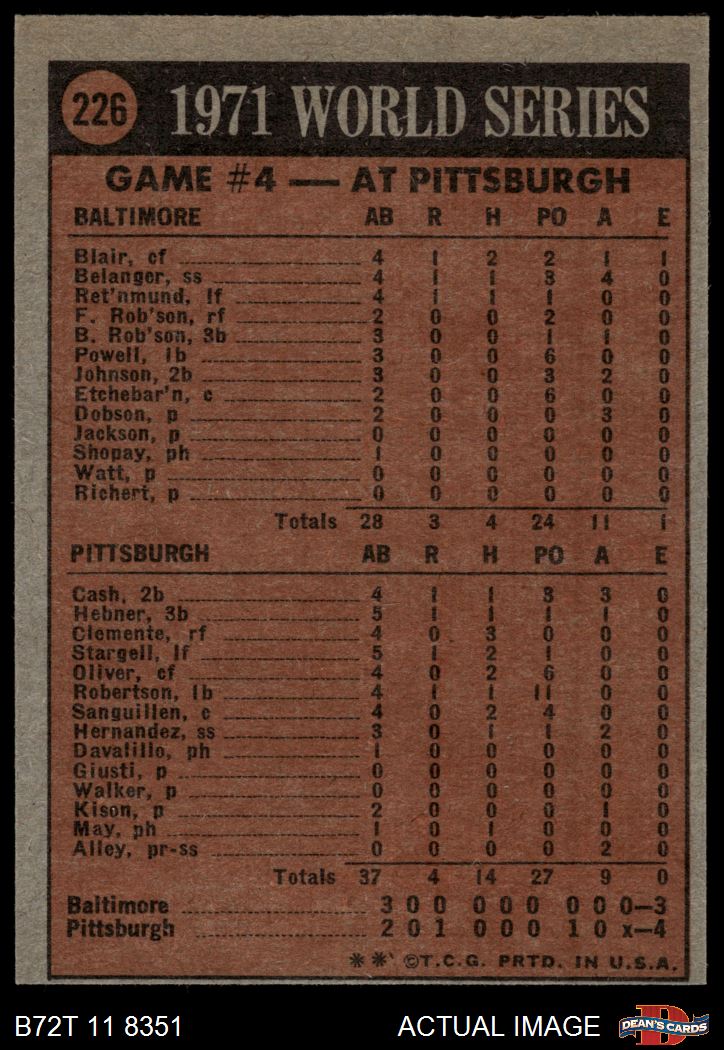 226 1971 WORLD SERIES
GAME #4 — AT PITTSBURGH
BALTIMORE AB R H PO A E
Blair, cf 4 1 2 2 1 1
Belanger, ss 4 1 1 3 4 0
Ret'nmund, lf 4 1 1 1 0 0
F. Rob'son, rf 2 0 0 2 0 0
B. Rob'son, 3b 3 0 0 1 1 0
Powell, 1b 3 0 0 6 0 0
Johnson, 2b 3 0 0 3 2 0
Etchebar'n, c 2 0 0 6 0 0
Dobson, p 2 0 0 0 3 0
Jackson, p 0 0 0 0 0 0
Shopay, ph 1 0 0 0 0 0
Watt, p 0 0 0 0 0 0
Richert, p 0 0 0 0 0 0
Totals 28 3 4 24 11 1
PITTSBURGH AB R H PO A E
Cash, 2b 4 1 1 3 3 0
Hebner, 3b 5 1 1 1 1 0
Clemente, rf 4 0 3 0 0 0
Stargell, lf 5 1 2 1 0 0
Oliver, cf 4 0 2 6 0 0
Robertson, 1b 4 1 1 11 0 0
Sanguillen, c 4 0 2 4 0 0
Hernandez, ss 3 0 1 1 2 0
Davalillo, ph 1 0 0 0 0 0
Giusti, p 0 0 0 0 0 0
Walker, p 0 0 0 0 0 0
Kison, p 2 0 0 0 1 0
May, ph 1 0 1 0 0 0
Alley, pr-ss 0 0 0 0 2 0
Totals 37 4 14 27 9 0
Baltimore 3 0 0 0 0 0 0 0 0—3
Pittsburgh 2 0 1 0 0 0 1 0 x—4
** ©T.C.G. PRTD. IN U.S.A.
B72T 11 8351 ACTUAL IMAGE DEAN'S CARDS